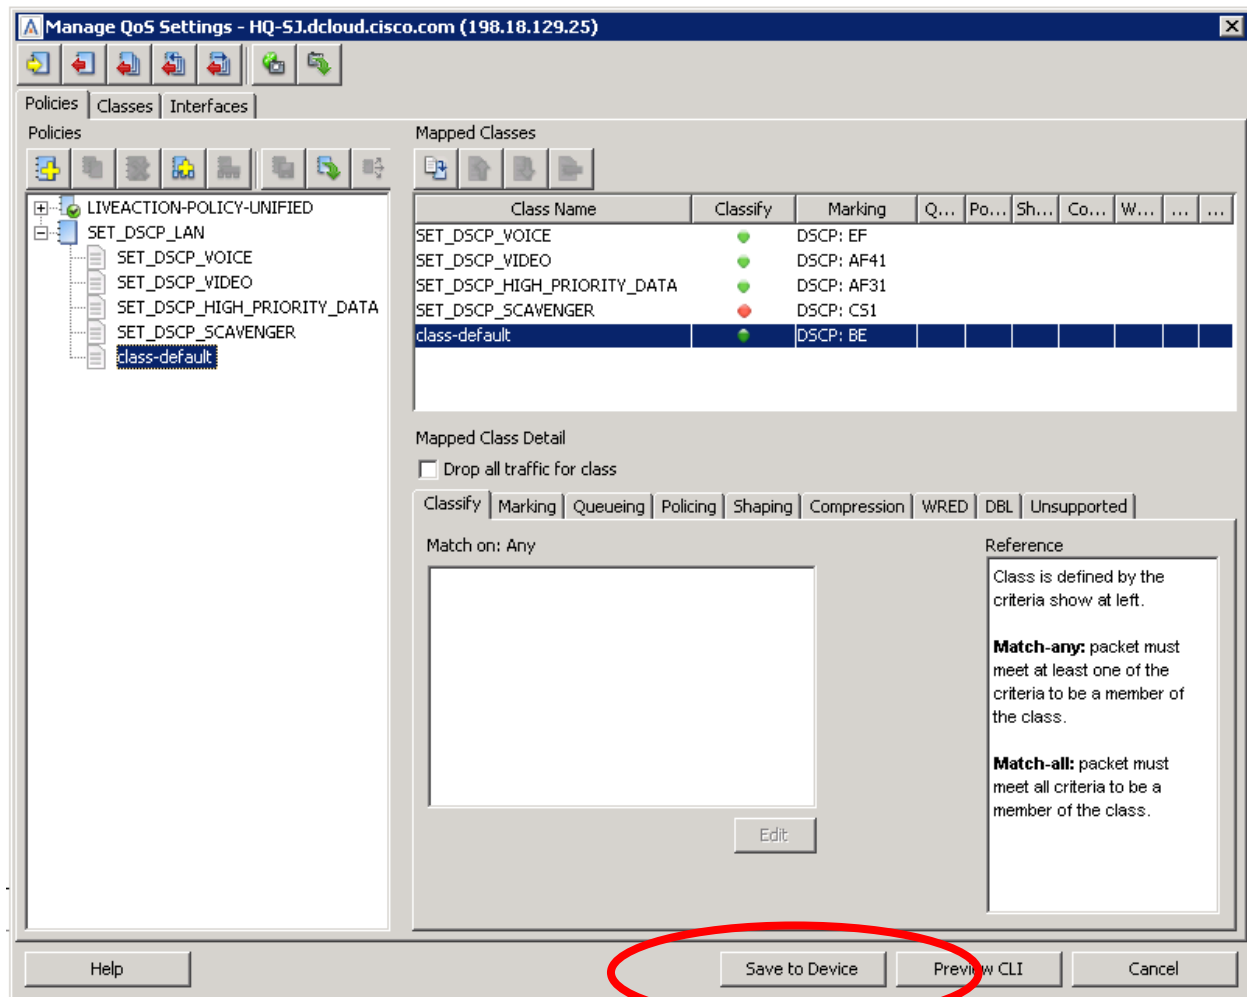 Manage QoS Settings - HQ-SJ.dcloud.cisco.com (198.18.129.25)
Policies Classes Interfaces
Policies
LIVEACTION-POLICY-UNIFIED
SET_DSCP_LAN
SET_DSCP_VOICE
SET_DSCP_VIDEO
SET_DSCP_HIGH_PRIORITY_DATA
SET_DSCP_SCAVENGER
class-default
Mapped Classes
Class Name Classify Marking Q... Po... Sh... Co... W... ... ...
SET_DSCP_VOICE DSCP: EF
SET_DSCP_VIDEO DSCP: AF41
SET_DSCP_HIGH_PRIORITY_DATA DSCP: AF31
SET_DSCP_SCAVENGER DSCP: CS1
class-default DSCP: BE
Mapped Class Detail
Drop all traffic for class
Classify Marking Queueing Policing Shaping Compression WRED DBL Unsupported
Match on: Any
Edit
Reference
Class is defined by the
criteria show at left.
Match-any: packet must
meet at least one of the
criteria to be a member of
the class.
Match-all: packet must
meet all criteria to be a
member of the class.
Help Save to Device Preview CLI Cancel